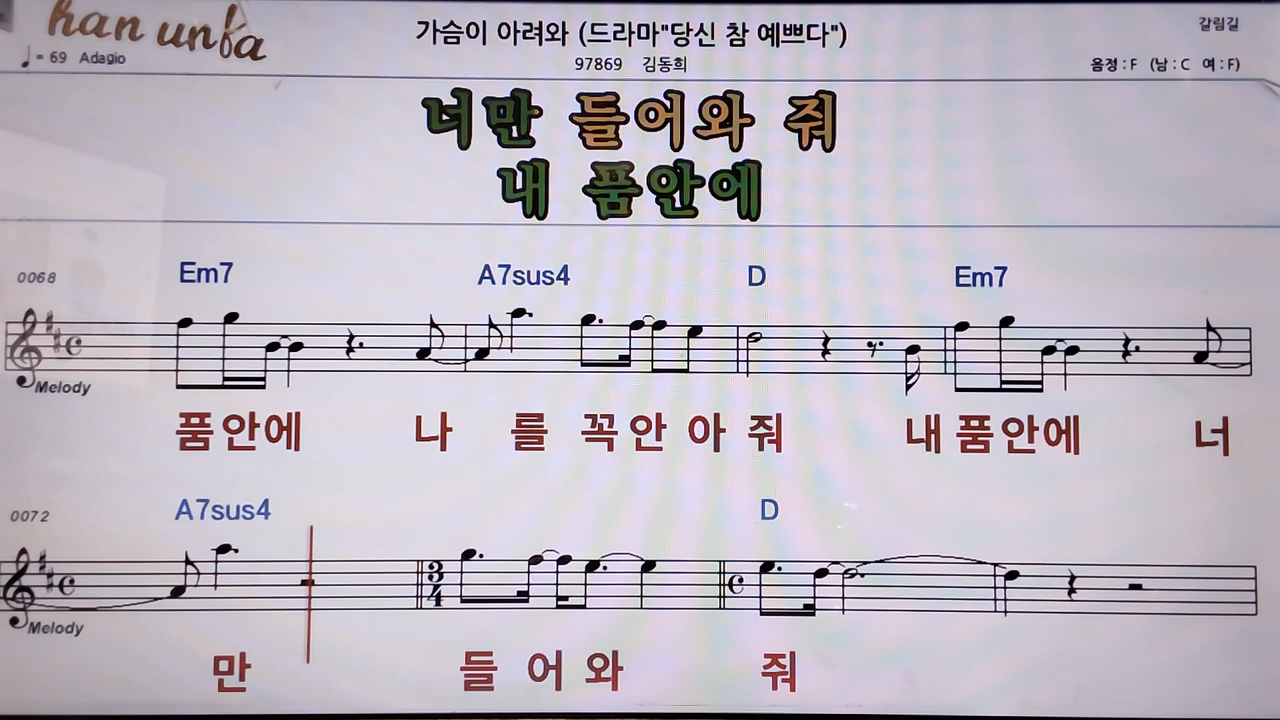 han unba
가슴이 아려와 (드라마"당신 참 예쁘다")
갈림길
♩= 69 Adagio
97869 김동희
음정 : F (남 : C 여 : F)
너만 들어와 줘
내 품안에
0068 Em7 A7sus4 D Em7
Melody
품안에 나 를 꼭안 아 줘 내 품안에 너
0072 A7sus4 D
3
4
Melody
만 들 어 와 줘